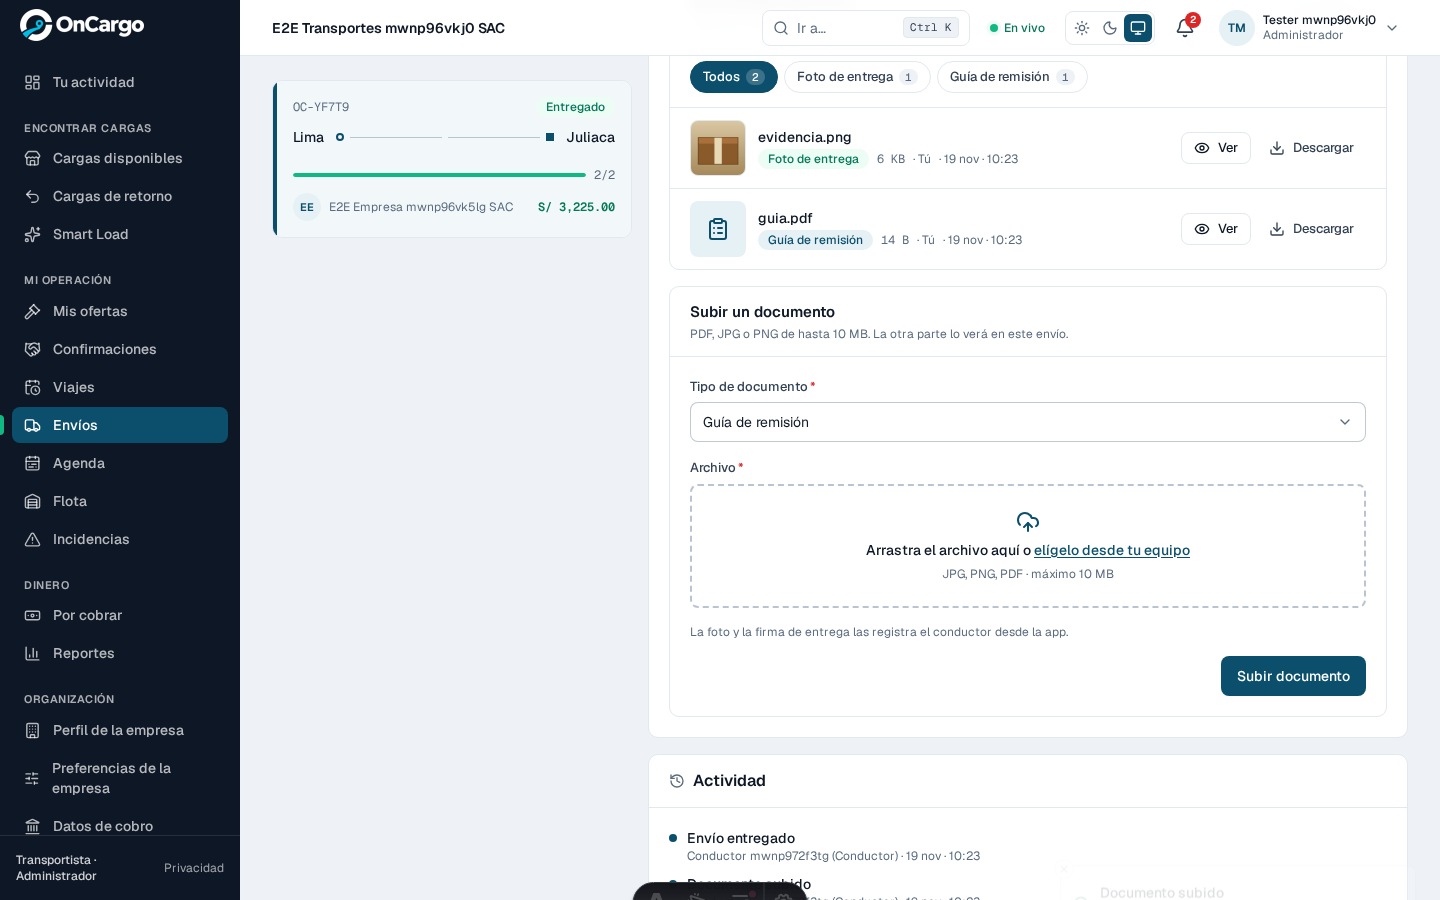 OnCargo
E2E Transportes mwnp96vkj0 SAC
Ir a...
Ctrl K
En vivo
2
TM
Tester mwnp96vkj0
Administrador
Tu actividad
ENCONTRAR CARGAS
Cargas disponibles
Cargas de retorno
Smart Load
MI OPERACIÓN
Mis ofertas
Confirmaciones
Viajes
Envíos
Agenda
Flota
Incidencias
DINERO
Por cobrar
Reportes
ORGANIZACIÓN
Perfil de la empresa
Preferencias de la
empresa
Datos de cobro
Transportista ·
Administrador
Privacidad
OC-YF7T9
Entregado
Lima
Juliaca
2/2
EE
E2E Empresa mwnp96vk5lg SAC
S/ 3,225.00
Todos 2
Foto de entrega 1
Guía de remisión 1
evidencia.png
Foto de entrega 6 KB · Tú · 19 nov · 10:23
Ver
Descargar
guia.pdf
Guía de remisión 14 B · Tú · 19 nov · 10:23
Ver
Descargar
Subir un documento
PDF, JPG o PNG de hasta 10 MB. La otra parte lo verá en este envío.
Tipo de documento *
Guía de remisión
Archivo *
Arrastra el archivo aquí o elígelo desde tu equipo
JPG, PNG, PDF · máximo 10 MB
La foto y la firma de entrega las registra el conductor desde la app.
Subir documento
Actividad
Envío entregado
Conductor mwnp972f3tg (Conductor) · 19 nov · 10:23
Documento subido
Documento subido